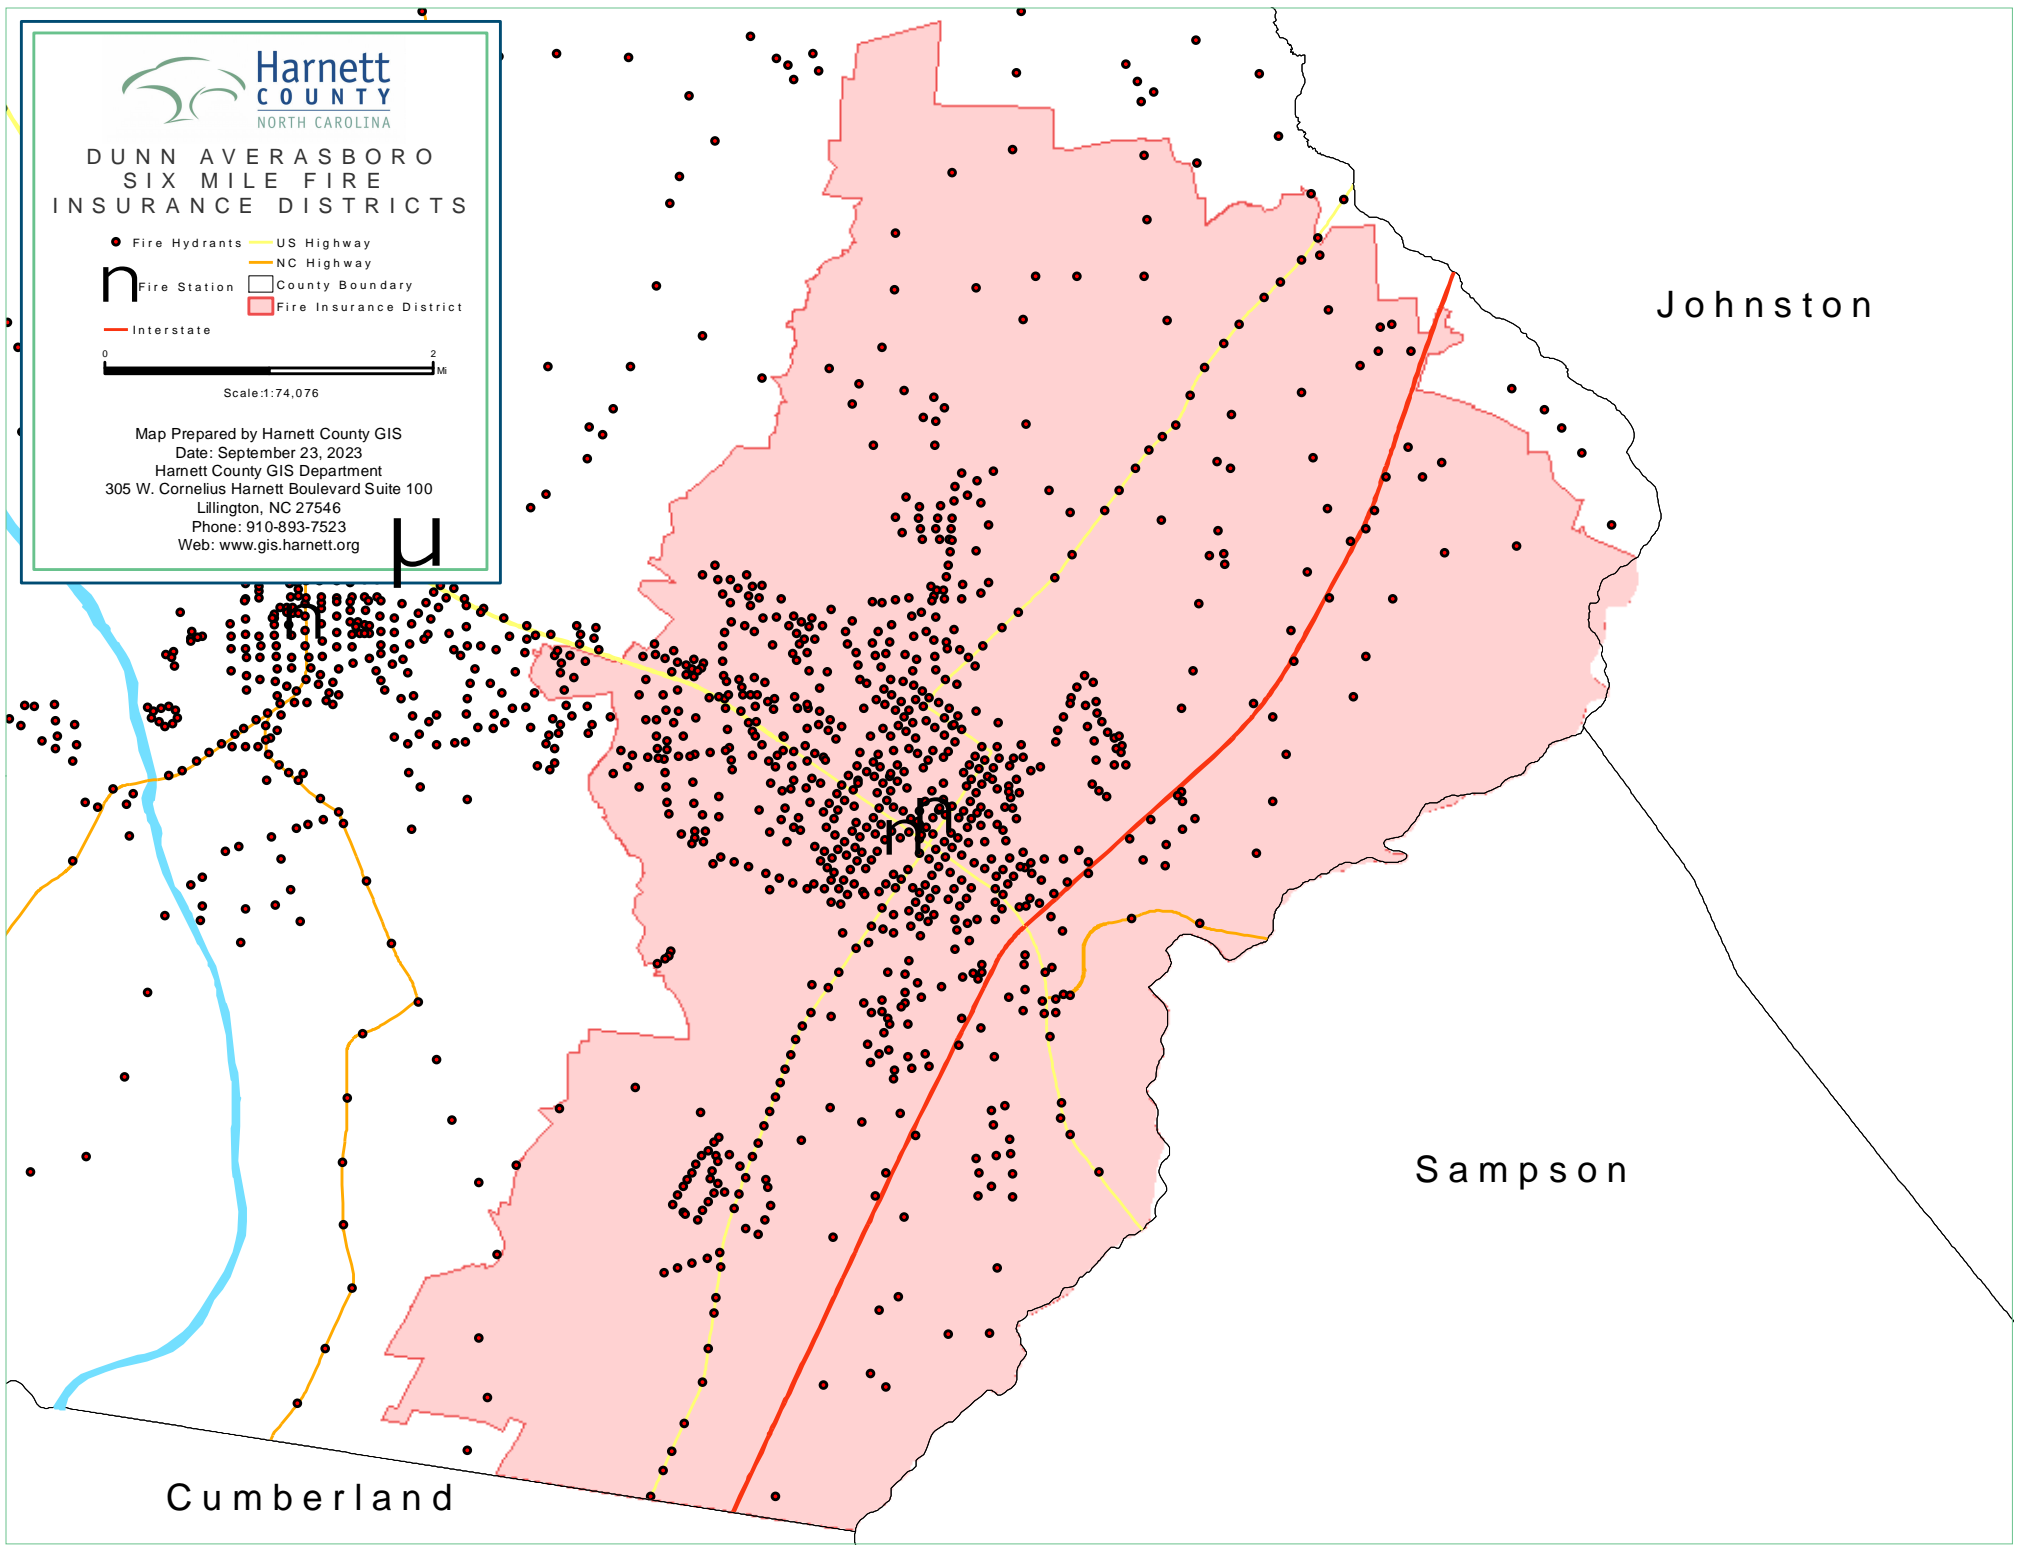 Harnett
COUNTY
NORTH CAROLINA
DUNN AVERASBORO
SIX MILE FIRE
INSURANCE DISTRICTS
Fire Hydrants
US Highway
NC Highway
n
Fire Station
County Boundary
Fire Insurance District
Interstate
0 2
Mi
Scale:1:74,076
Map Prepared by Harnett County GIS
Date: September 23, 2023
Harnett County GIS Department
305 W. Cornelius Harnett Boulevard Suite 100
Lillington, NC 27546
Phone: 910-893-7523
Web: www.gis.harnett.org
µ
n
n
n
Johnston
Sampson
Cumberland